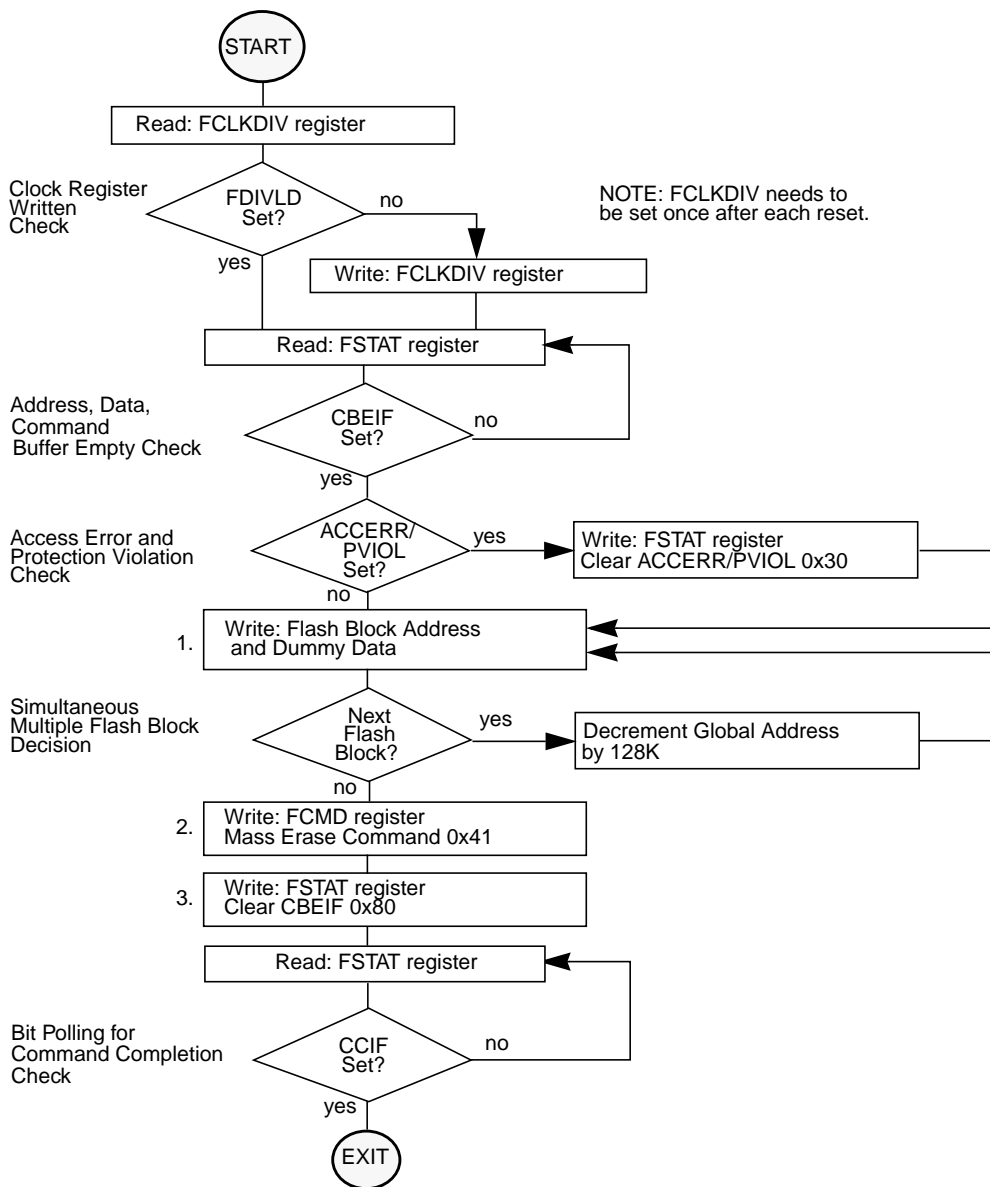 START
Read: FCLKDIV register
Clock Register
Written
Check
FDIVLD
Set?
no
yes
NOTE: FCLKDIV needs to
be set once after each reset.
Write: FCLKDIV register
Read: FSTAT register
Address, Data,
Command
Buffer Empty Check
CBEIF
Set?
no
yes
Access Error and
Protection Violation
Check
ACCERR/
PVIOL
Set?
yes
no
Write: FSTAT register
Clear ACCERR/PVIOL 0x30
1.
Write: Flash Block Address
and Dummy Data
Simultaneous
Multiple Flash Block
Decision
Next
Flash
Block?
yes
no
Decrement Global Address
by 128K
2.
Write: FCMD register
Mass Erase Command 0x41
3.
Write: FSTAT register
Clear CBEIF 0x80
Read: FSTAT register
Bit Polling for
Command Completion
Check
CCIF
Set?
no
yes
EXIT